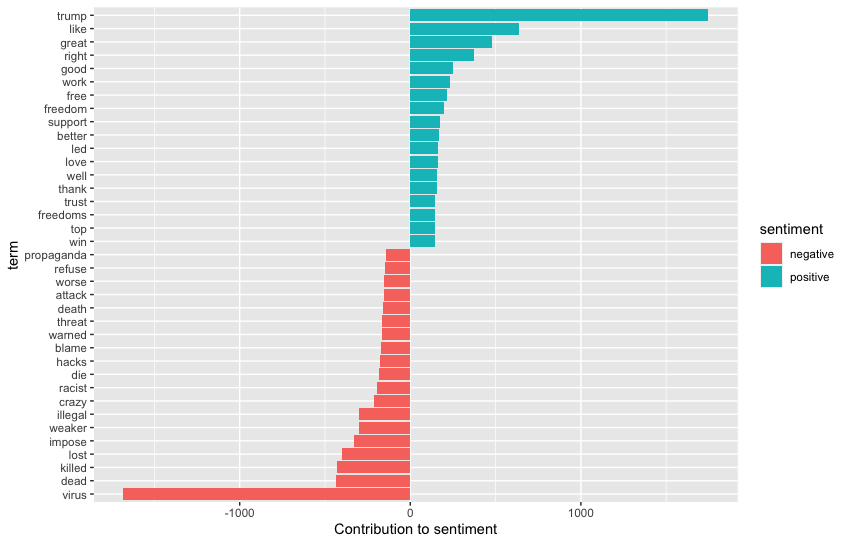 trump
like
great
right
good
work
free
freedom
support
better
led
love
well
thank
trust
freedoms
top
win
propaganda
refuse
worse
attack
death
threat
warned
blame
hacks
die
racist
crazy
illegal
weaker
impose
lost
killed
dead
virus
term
-1000 0 1000
Contribution to sentiment
sentiment
negative
positive